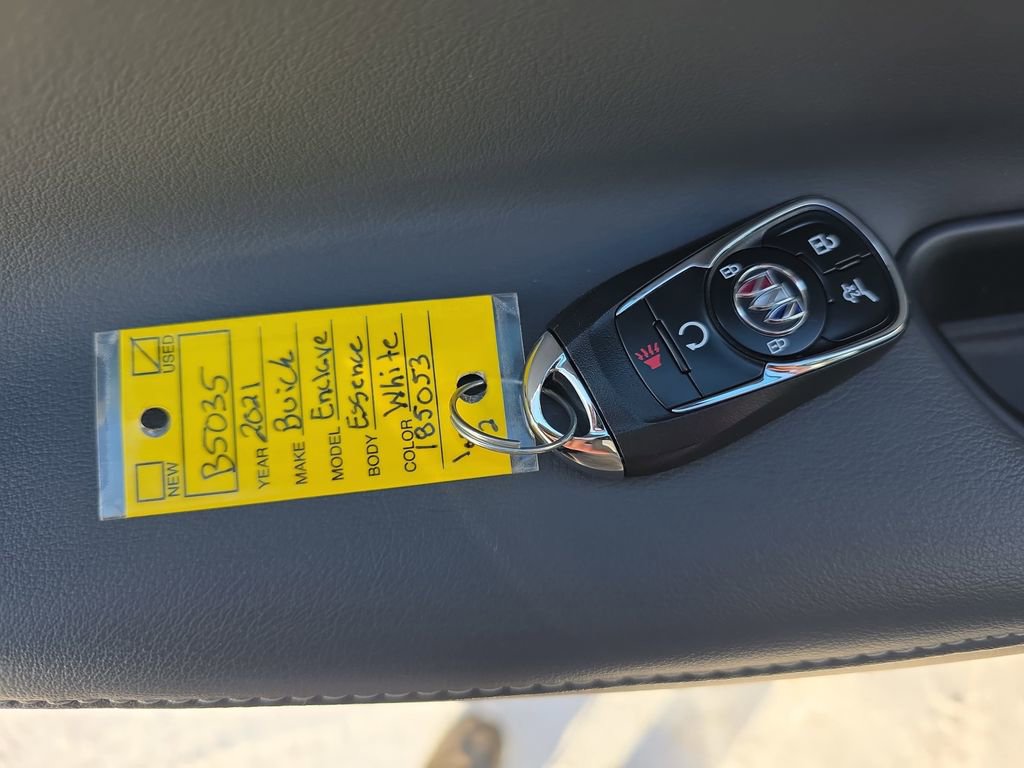 NEW USED
B5035
YEAR 2021
MAKE Buick
MODEL Enclave
BODY Essence
COLOR White
185053